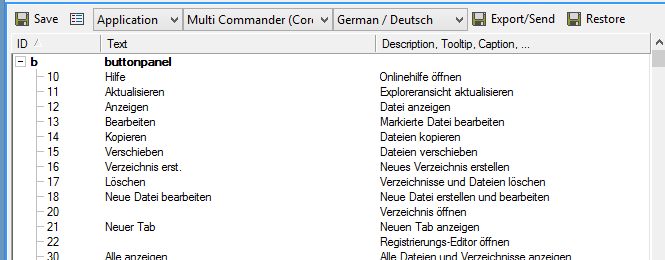 Save Application Multi Commander (Core German / Deutsch Export/Send Restore
ID Text Description, Tooltip, Caption, ...
b buttonpanel
10 Hilfe Onlinehilfe öffnen
11 Aktualisieren Exploreransicht aktualisieren
12 Anzeigen Datei anzeigen
13 Bearbeiten Markierte Datei bearbeiten
14 Kopieren Dateien kopieren
15 Verschieben Dateien verschieben
16 Verzeichnis erst. Neues Verzeichnis erstellen
17 Löschen Verzeichnisse und Dateien löschen
18 Neue Datei bearbeiten Neue Datei erstellen und bearbeiten
20 Verzeichnis öffnen
21 Neuer Tab Neuen Tab anzeigen
22 Registrierungs-Editor öffnen
30 Alle anzeigen Alle Dateien und Verzeichnisse anzeigen